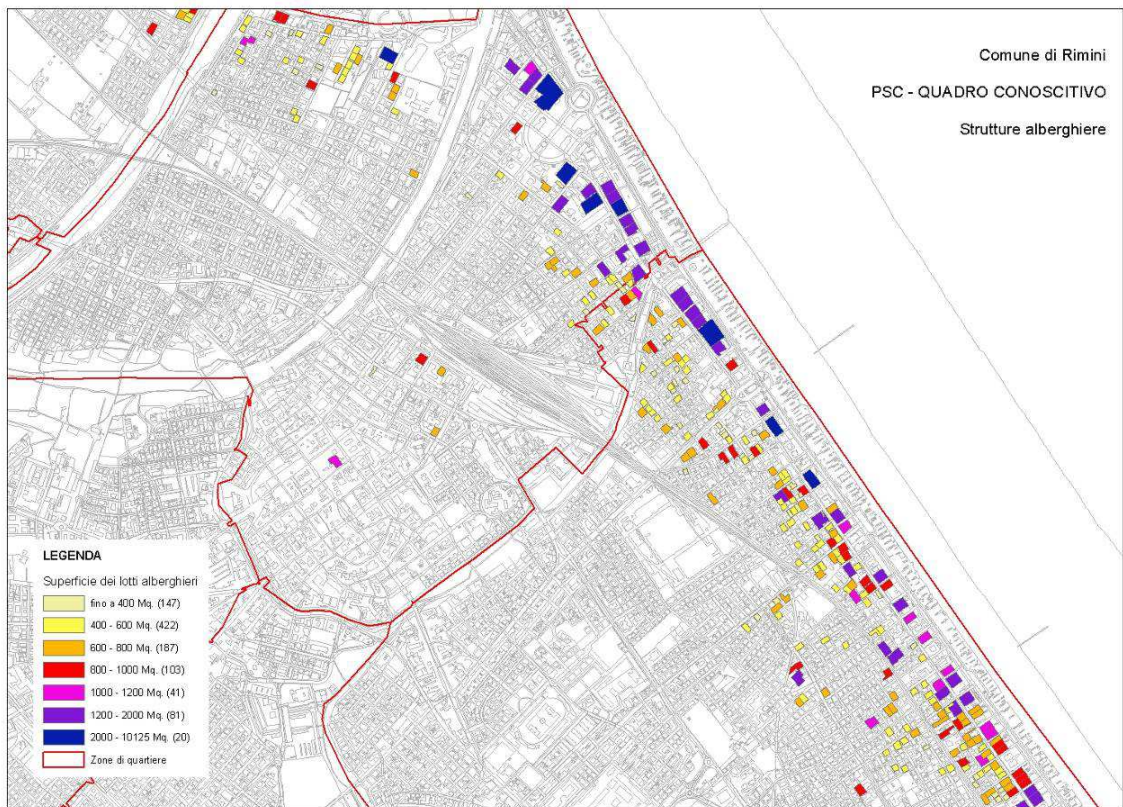 Comune di Rimini
PSC - QUADRO CONOSCITIVO
Strutture alberghiere
LEGENDA
Superficie dei lotti alberghieri
fino a 400 Mq. (147)
400 - 600 Mq. (422)
600 - 800 Mq. (187)
800 - 1000 Mq. (103)
1000 - 1200 Mq. (41)
1200 - 2000 Mq. (81)
2000 - 10125 Mq. (20)
Zone di quartiere